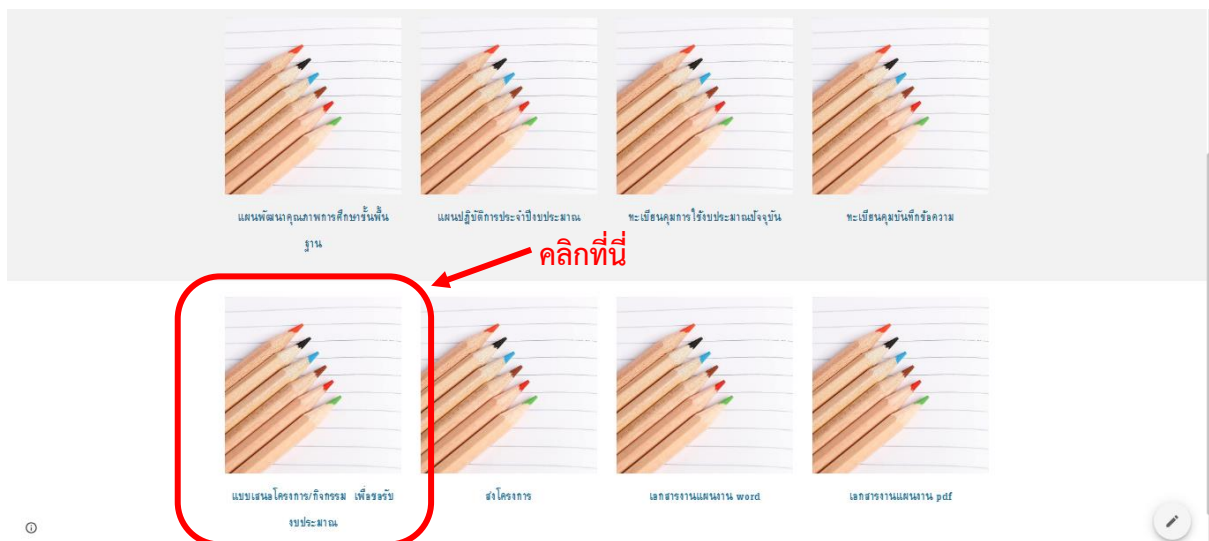 แผนพัฒนาคุณภาพการศึกษาขั้นพื้น
ฐาน
แผนปฏิบัติการประจำปีงบประมาณ
ทะเบียนคุมการใช้งบประมาณปัจจุบัน
ทะเบียนคุมบันทึกข้อความ
คลิกที่นี่
แบบเสนอโครงการ/กิจกรรม เพื่อขอรับ
งบประมาณ
ส่งโครงการ
เอกสารงานแผนงาน word
เอกสารงานแผนงาน pdf